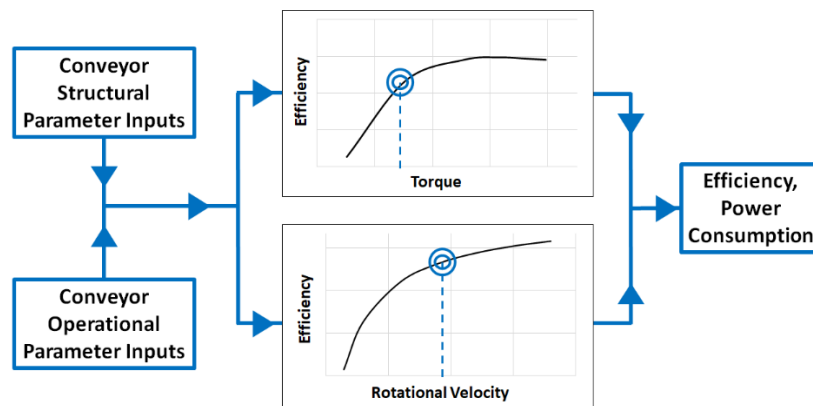 Conveyor
Structural
Parameter Inputs
Conveyor
Operational
Parameter Inputs
Efficiency
Torque
Efficiency
Rotational Velocity
Efficiency,
Power
Consumption